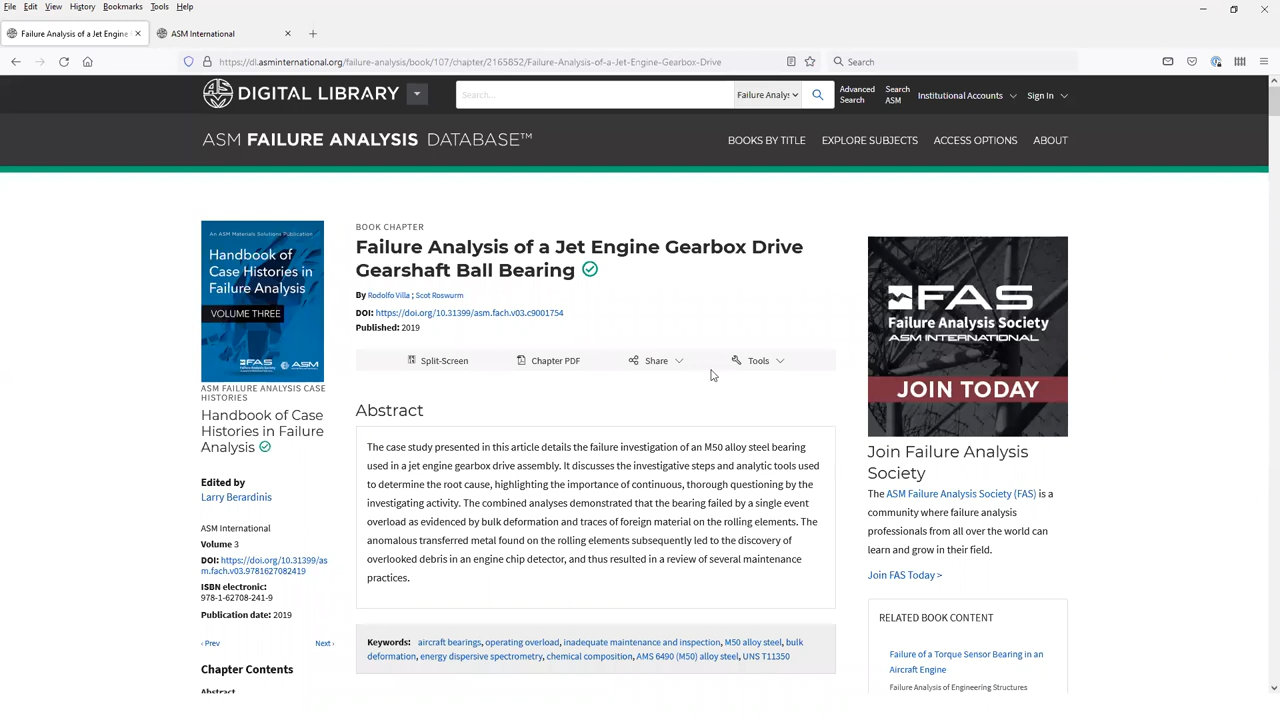 File Edit View History Bookmarks Tools Help
Failure Analysis of a Jet Engine
ASM International
https://dl.asminternational.org/failure-analysis/book/107/chapter/2165852/Failure-Analysis-of-a-Jet-Engine-Gearbox-Drive
Search
DIGITAL LIBRARY
Search...
Failure Analys
Advanced Search
Search ASM
Institutional Accounts
Sign In
ASM FAILURE ANALYSIS DATABASE™
BOOKS BY TITLE EXPLORE SUBJECTS ACCESS OPTIONS ABOUT
An ASM Materials Solutions Publication
Handbook of
Case Histories in
Failure Analysis
VOLUME THREE
FAS ASM
ASM FAILURE ANALYSIS CASE
HISTORIES
Handbook of Case
Histories in Failure
Analysis
Edited by
Larry Berardinis
ASM International
Volume 3
DOI: https://doi.org/10.31399/as
m.fach.v03.9781627082419
ISBN electronic:
978-1-62708-241-9
Publication date: 2019
‹ Prev Next ›
Chapter Contents
Abstract
BOOK CHAPTER
Failure Analysis of a Jet Engine Gearbox Drive
Gearshaft Ball Bearing
By Rodolfo Villa ; Scot Roswurm
DOI: https://doi.org/10.31399/asm.fach.v03.c9001754
Published: 2019
Split-Screen Chapter PDF Share Tools
Abstract
The case study presented in this article details the failure investigation of an M50 alloy steel bearing
used in a jet engine gearbox drive assembly. It discusses the investigative steps and analytic tools used
to determine the root cause, highlighting the importance of continuous, thorough questioning by the
investigating activity. The combined analyses demonstrated that the bearing failed by a single event
overload as evidenced by bulk deformation and traces of foreign material on the rolling elements. The
anomalous transferred metal found on the rolling elements subsequently led to the discovery of
overlooked debris in an engine chip detector, and thus resulted in a review of several maintenance
practices.
Keywords: aircraft bearings, operating overload, inadequate maintenance and inspection, M50 alloy steel, bulk
deformation, energy dispersive spectrometry, chemical composition, AMS 6490 (M50) alloy steel, UNS T11350
FAS
Failure Analysis Society
ASM INTERNATIONAL
JOIN TODAY
Join Failure Analysis
Society
The ASM Failure Analysis Society (FAS) is a
community where failure analysis
professionals from all over the world can
learn and grow in their field.
Join FAS Today >
RELATED BOOK CONTENT
Failure of a Torque Sensor Bearing in an
Aircraft Engine
Failure Analysis of Engineering Structures